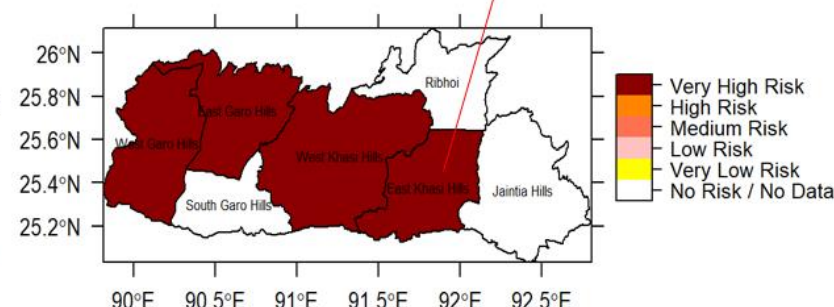 26°N
25.8°N
25.6°N
25.4°N
25.2°N
90°E 90.5°E 91°E 91.5°E 92°E 92.5°E
Ribhoi
East Garo Hills
West Garo Hills
West Khasi Hills
East Khasi Hills
Jaintia Hills
South Garo Hills
Very High Risk
High Risk
Medium Risk
Low Risk
Very Low Risk
No Risk / No Data